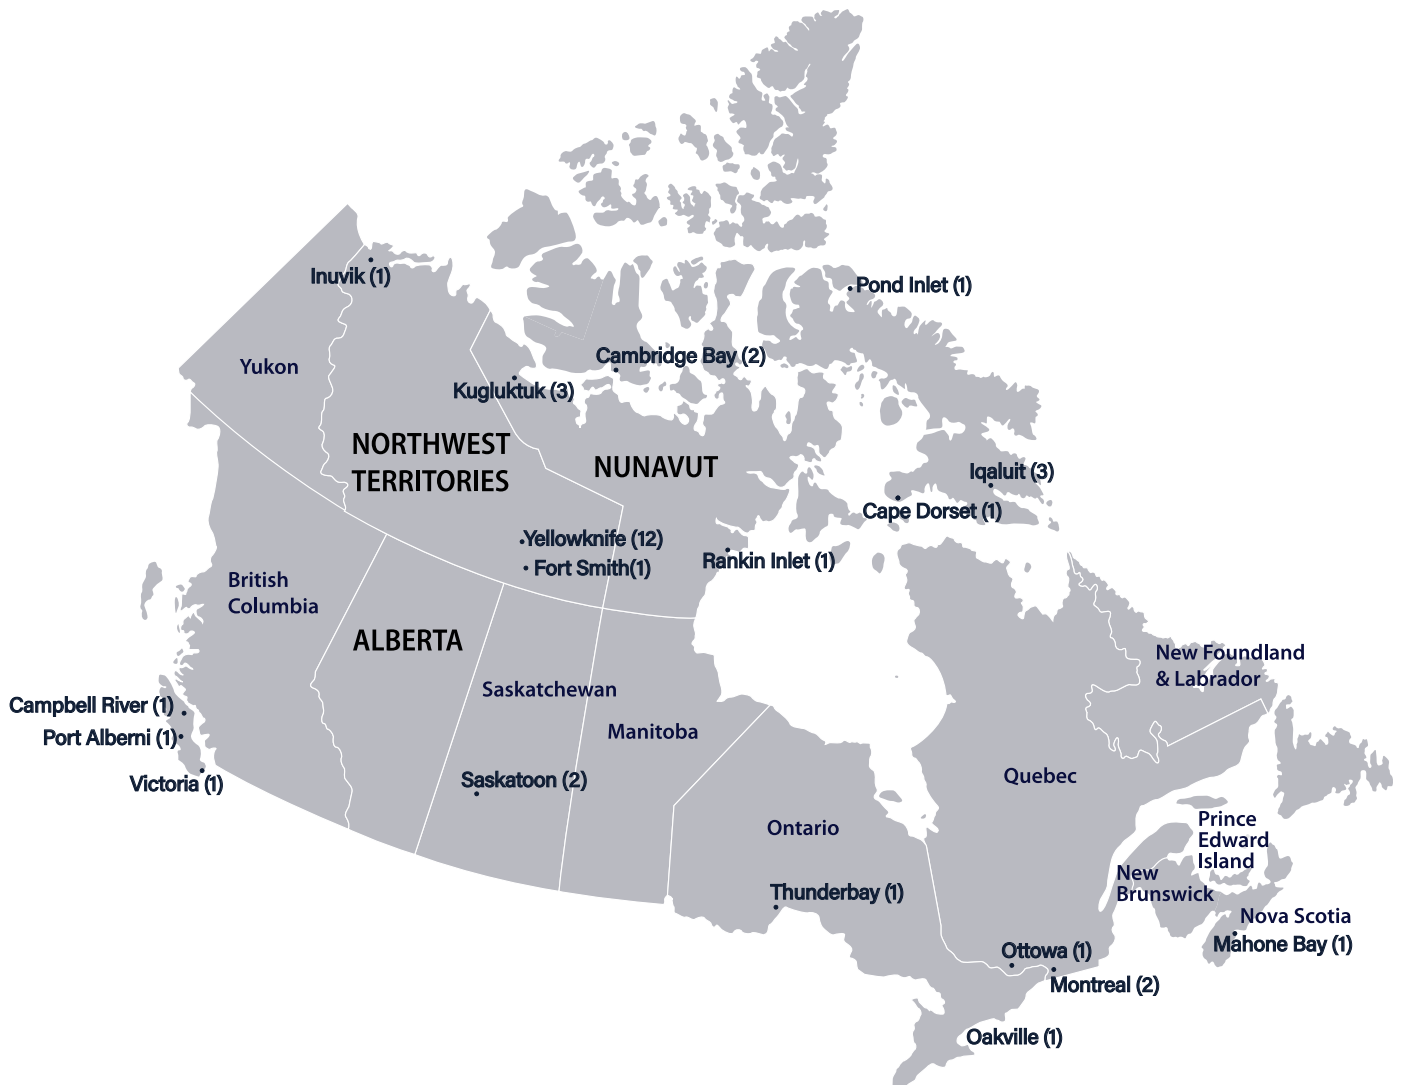 Inuvik (1)
Pond Inlet (1)
Cambridge Bay (2)
Yukon
Kugluktuk (3)
NORTHWEST
TERRITORIES
NUNAVUT
Iqaluit (3)
Cape Dorset (1)
Yellowknife (12)
Fort Smith(1)
Rankin Inlet (1)
British
Columbia
ALBERTA
New Foundland
& Labrador
Saskatchewan
Campbell River (1)
Port Alberni (1)
Manitoba
Victoria (1)
Saskatoon (2)
Quebec
Ontario
Prince
Edward
Island
New
Brunswick
Thunderbay (1)
Nova Scotia
Mahone Bay (1)
Ottowa (1)
Montreal (2)
Oakville (1)